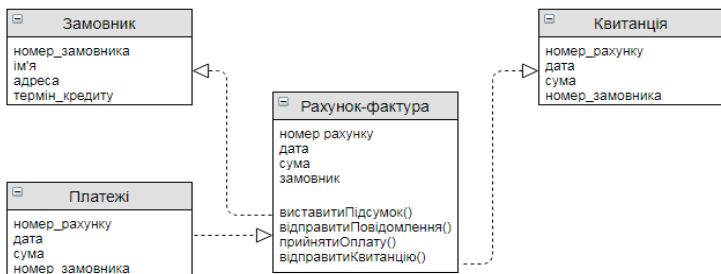 Замовник
номер_замовника
ім'я
адреса
термін_кредиту
Квитанція
номер_рахунку
дата
сума
номер_замовника
Рахунок-фактура
номер рахунку
дата
сума
замовник
виставитиПідсумок()
відправитиПовідомлення()
прийнятиОплату()
відправитиКвитанцію()
Платежі
номер_рахунку
дата
сума
номер_замовника